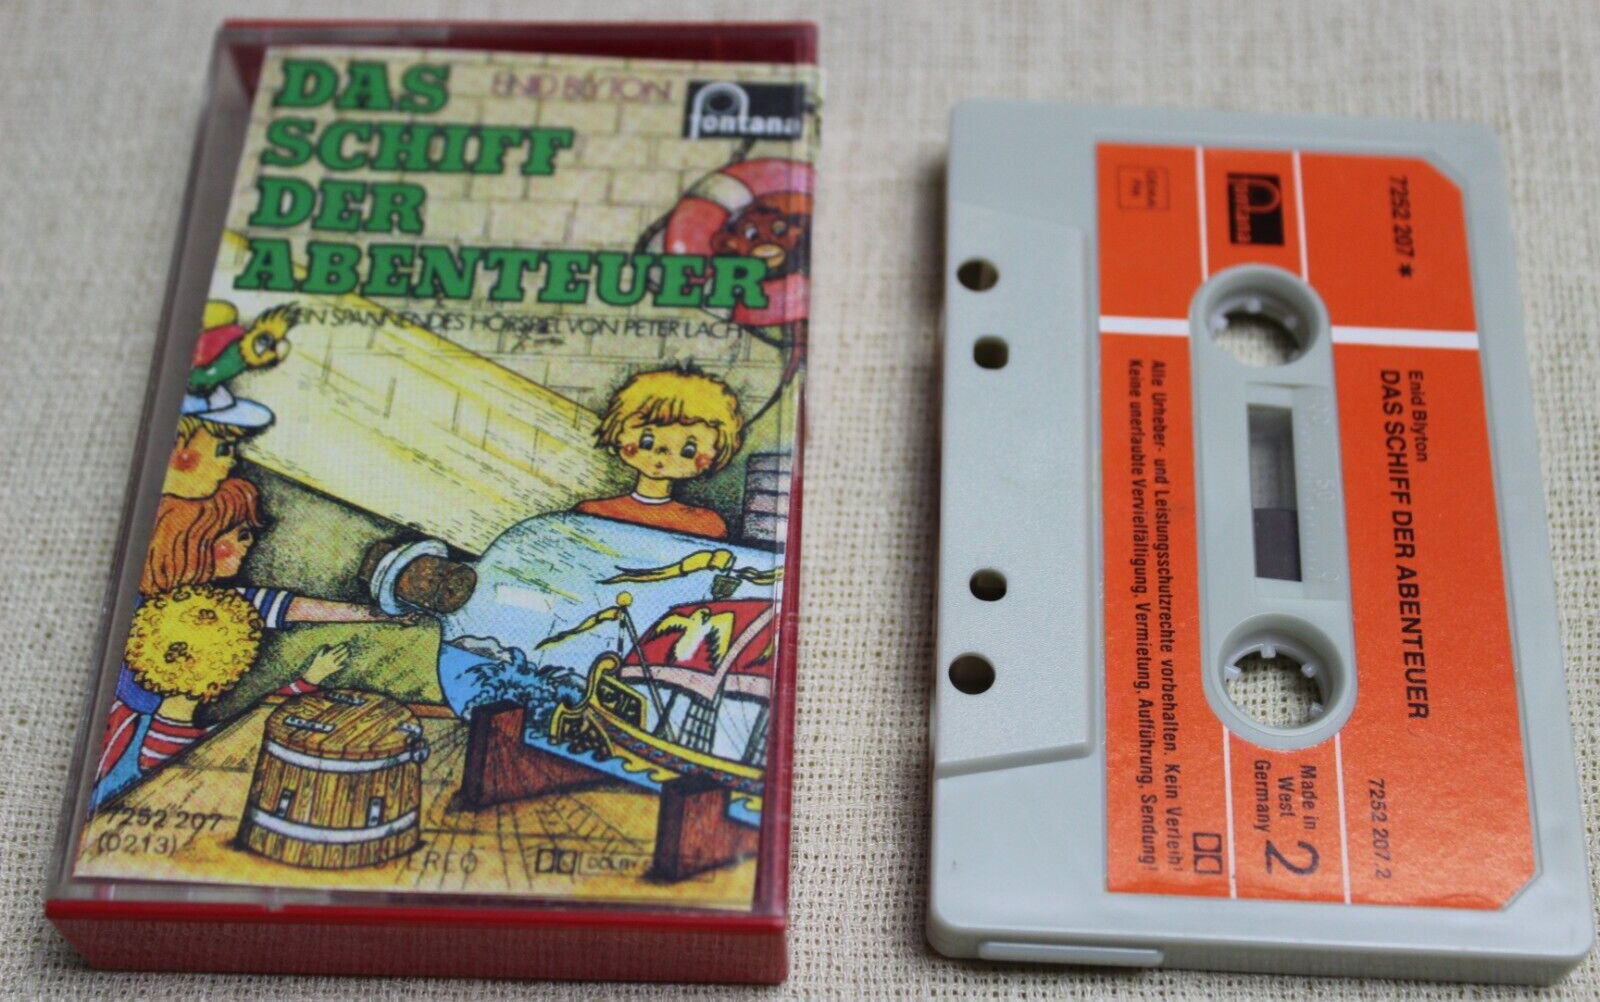 DAS
SCHIFF
DER
ABENTEUER
ENID BLYTON
fontana
EIN SPANNENDES HÖRSPIEL VON PETER LACH
7252 207
(0213)
STEREO
DOLBY
7252 207 *
fontana
Enid Blyton
DAS SCHIFF DER ABENTEUER
Alle Urheber- und Leistungsschutzrechte vorbehalten. Kein Verleih!
Keine unerlaubte Vervielfältigung, Vermietung, Aufführung, Sendung!
Made in
West
Germany
2
7252 207.2